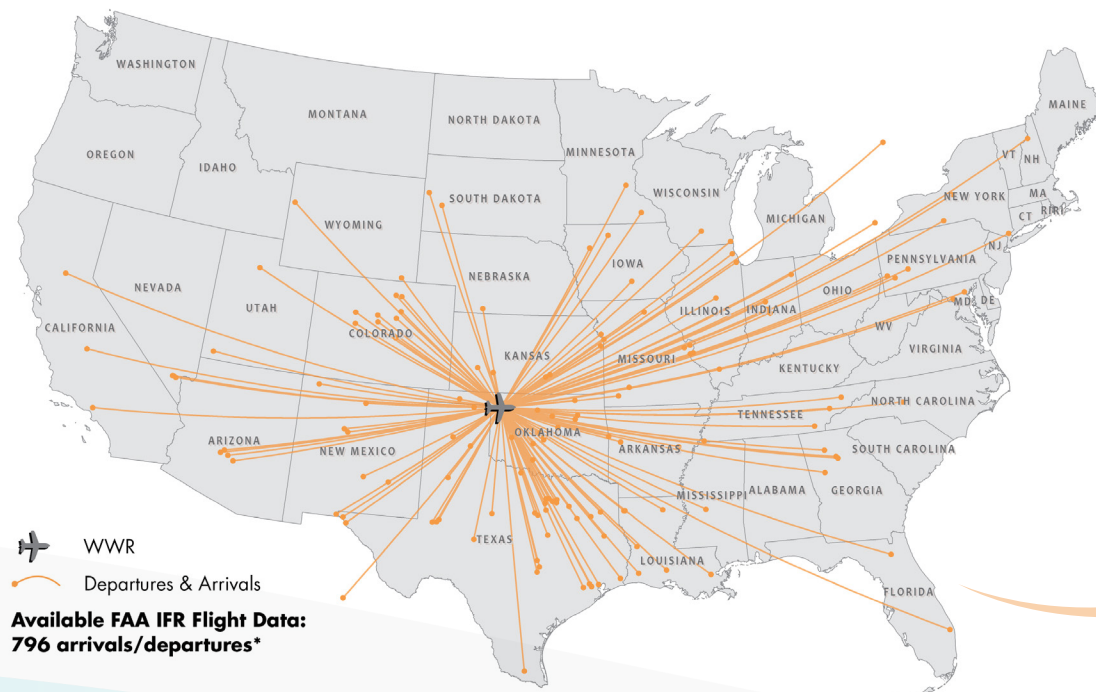 WASHINGTON
MAINE
MONTANA
NORTH DAKOTA
MINNESOTA
OREGON
VT
NH
IDAHO
SOUTH DAKOTA
WISCONSIN
NEW YORK
MA
WYOMING
MICHIGAN
CT
RI
NJ
IOWA
PENNSYLVANIA
NEBRASKA
NEVADA
OHIO
UTAH
ILLINOIS
INDIANA
MD
DE
CALIFORNIA
COLORADO
WV
VIRGINIA
KANSAS
MISSOURI
KENTUCKY
NORTH CAROLINA
TENNESSEE
OKLAHOMA
ARIZONA
NEW MEXICO
ARKANSAS
SOUTH CAROLINA
MISSISSIPPI
ALABAMA
GEORGIA
TEXAS
LOUISIANA
FLORIDA
WWR
Departures & Arrivals
Available FAA IFR Flight Data:
796 arrivals/departures*